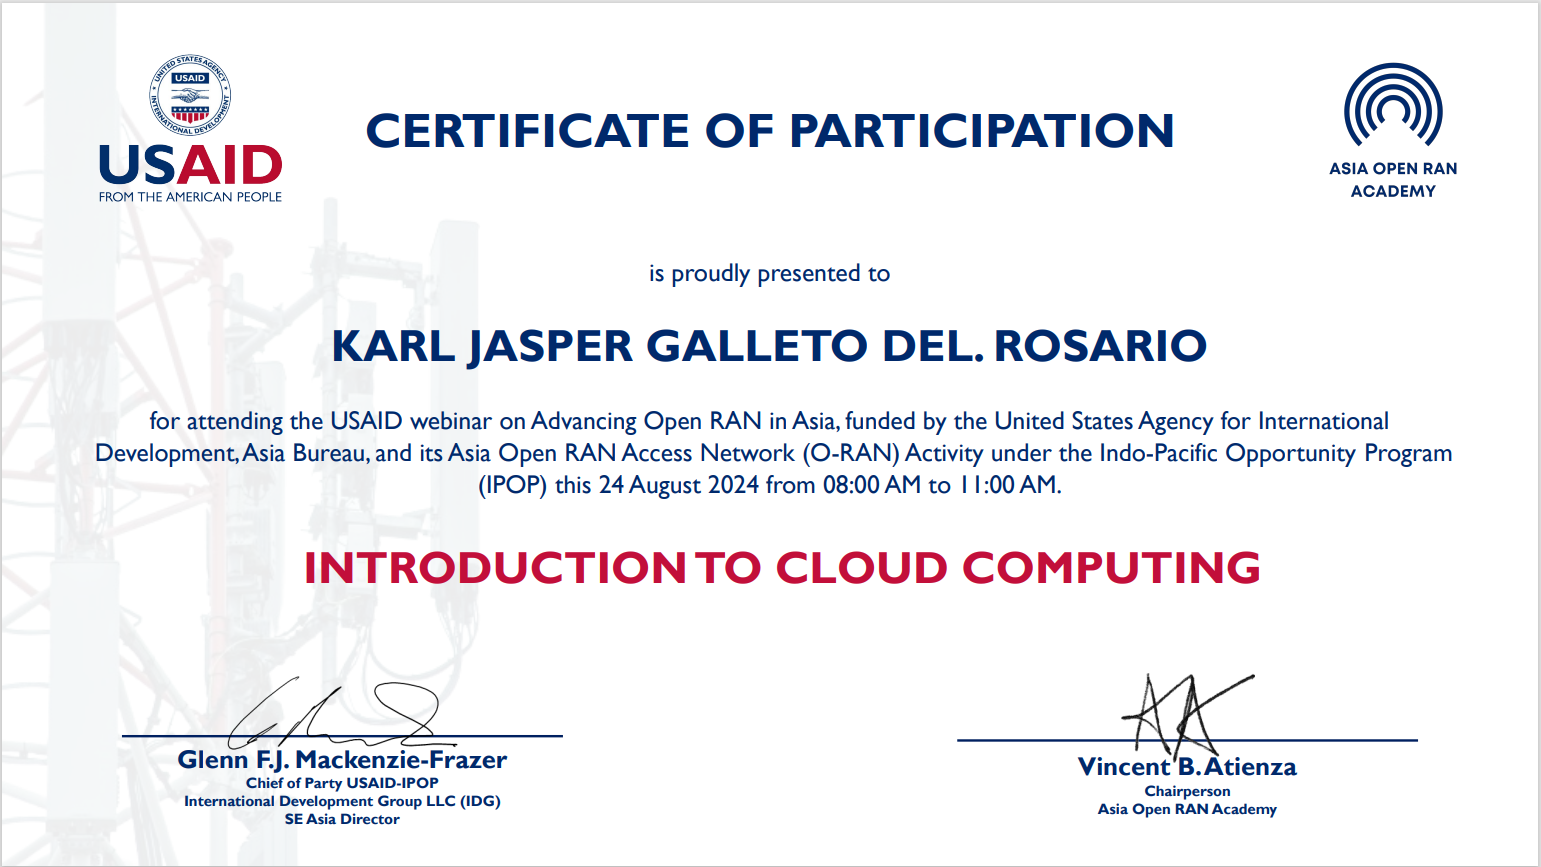 UNITED STATES AGENCY
USAID
INTERNATIONAL DEVELOPMENT
USAID
FROM THE AMERICAN PEOPLE
CERTIFICATE OF PARTICIPATION
ASIA OPEN RAN
ACADEMY
is proudly presented to
KARL JASPER GALLETO DEL. ROSARIO
for attending the USAID webinar on Advancing Open RAN in Asia, funded by the United States Agency for International
Development, Asia Bureau, and its Asia Open RAN Access Network (O-RAN) Activity under the Indo-Pacific Opportunity Program
(IPOP) this 24 August 2024 from 08:00 AM to 11:00 AM.
INTRODUCTION TO CLOUD COMPUTING
Glenn F.J. Mackenzie-Frazer
Chief of Party USAID-IPOP
International Development Group LLC (IDG)
SE Asia Director
Vincent B. Atienza
Chairperson
Asia Open RAN Academy